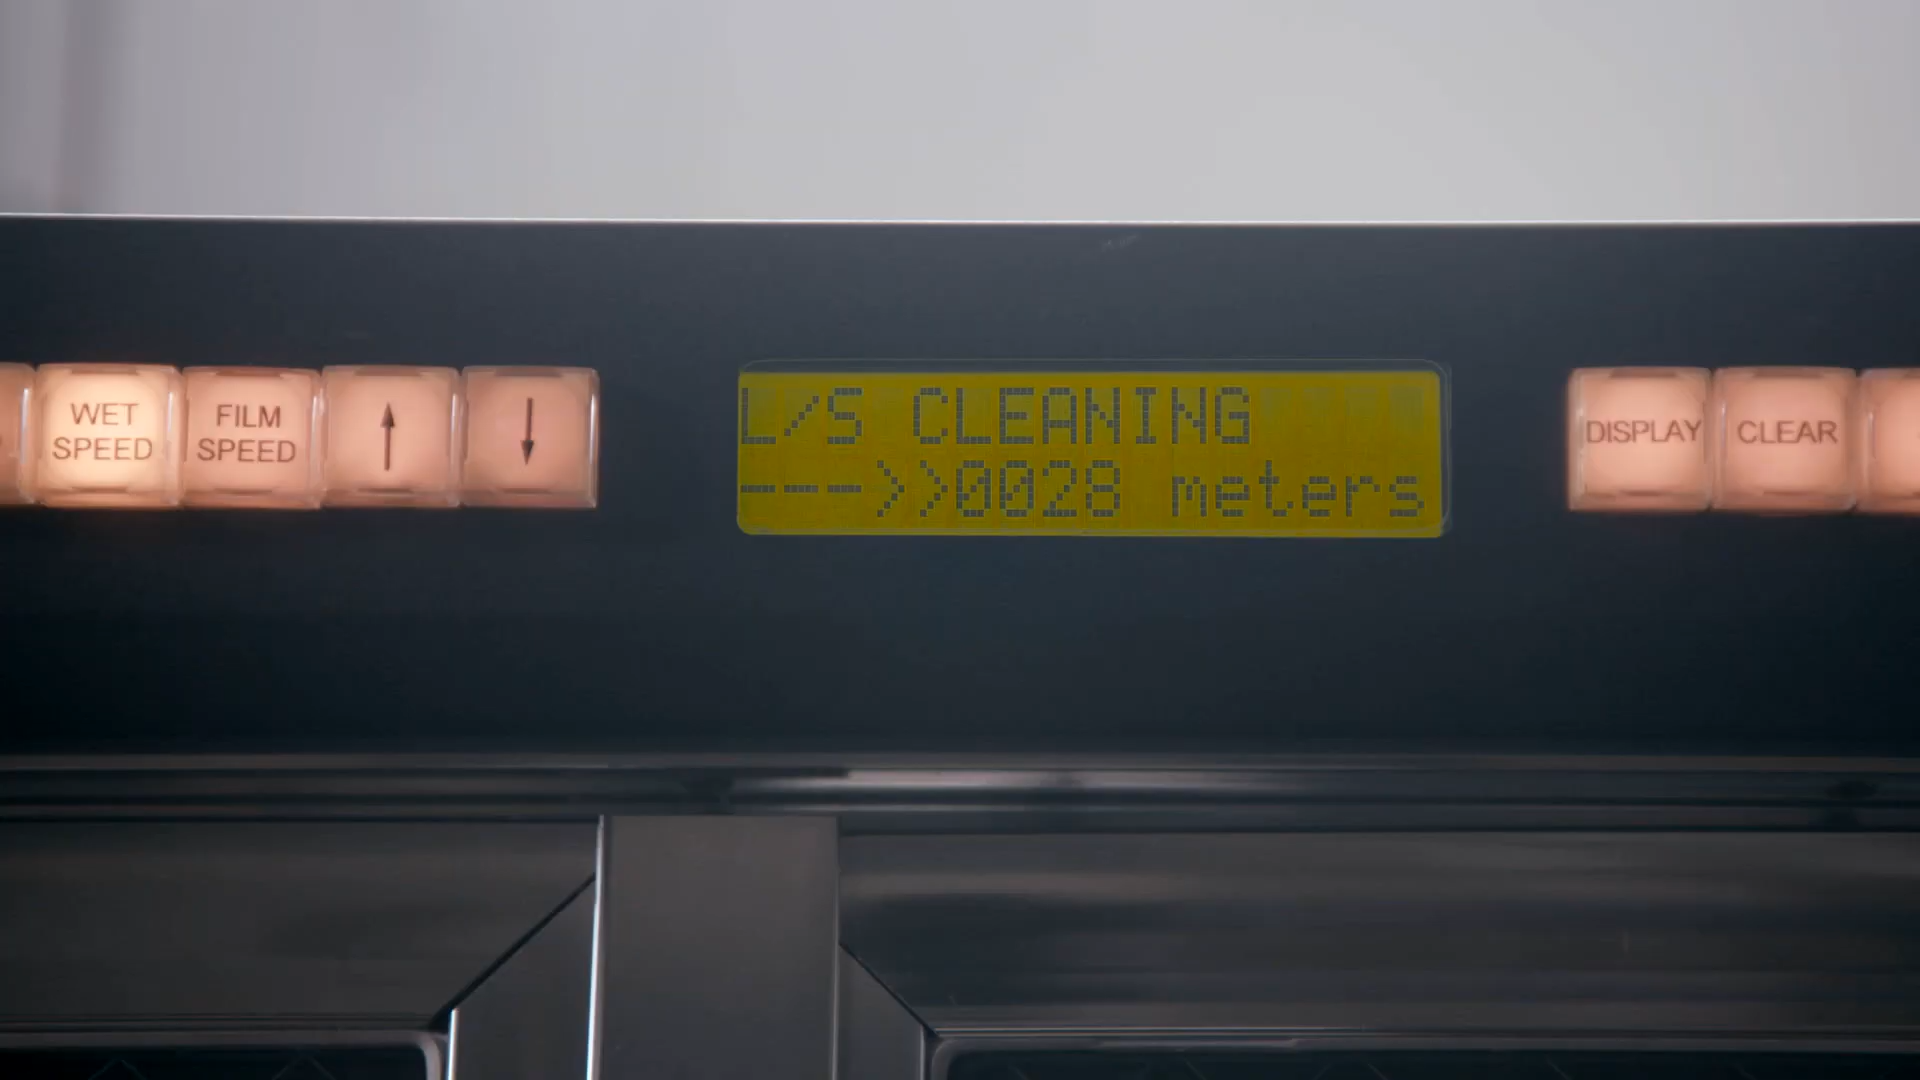 WET
SPEED
FILM
SPEED
↑
↓
L/S CLEANING
--->>0028 meters
DISPLAY
CLEAR